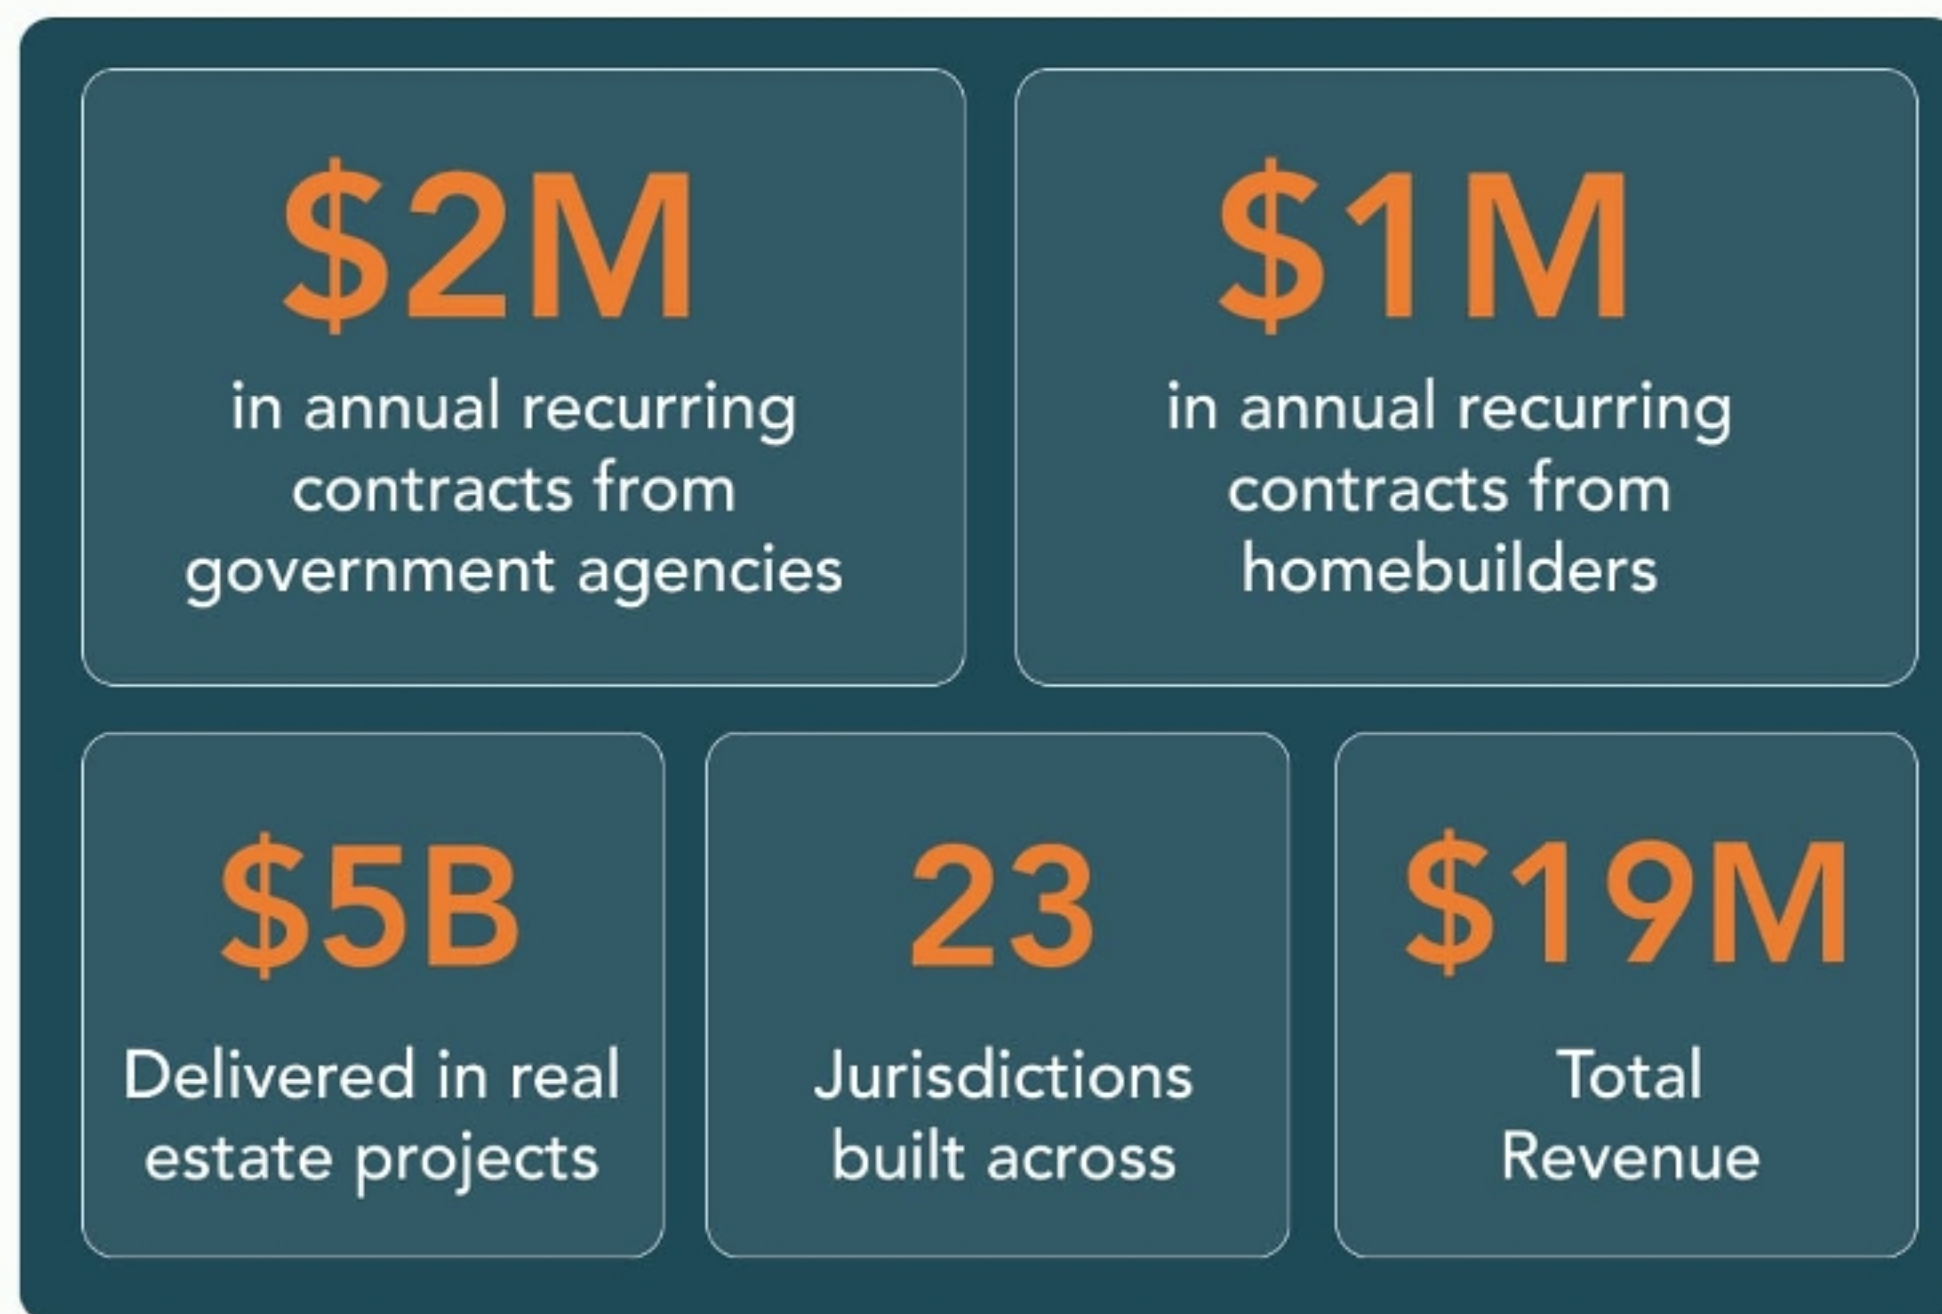 $2M
in annual recurring
contracts from
government agencies
$1M
in annual recurring
contracts from
homebuilders
$5B
Delivered in real
estate projects
23
Jurisdictions
built across
$19M
Total
Revenue